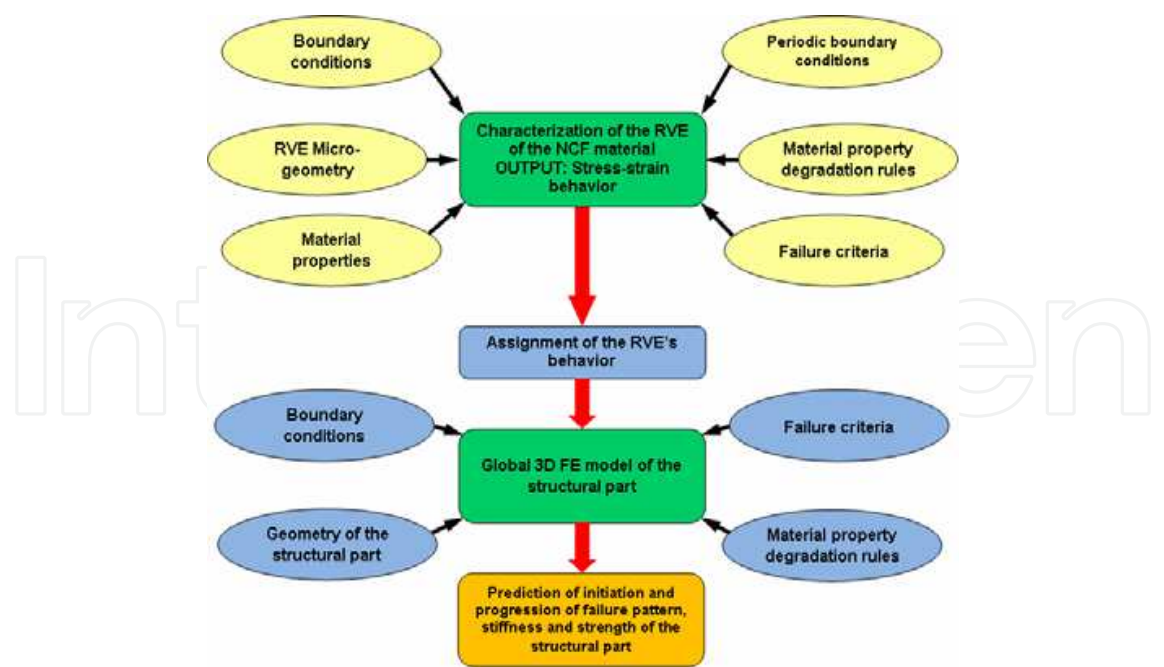 Boundary
conditions
Periodic boundary
conditions
Characterization of the RVE
of the NCF material
OUTPUT: Stress-strain
behavior
RVE Micro-
geometry
Material property
degradation rules
Material
properties
Failure criteria
Assignment of the RVE's
behavior
Boundary
conditions
Failure criteria
Global 3D FE model of the
structural part
Geometry of the
structural part
Material property
degradation rules
Prediction of initiation and
progression of failure pattern,
stiffness and strength of the
structural part